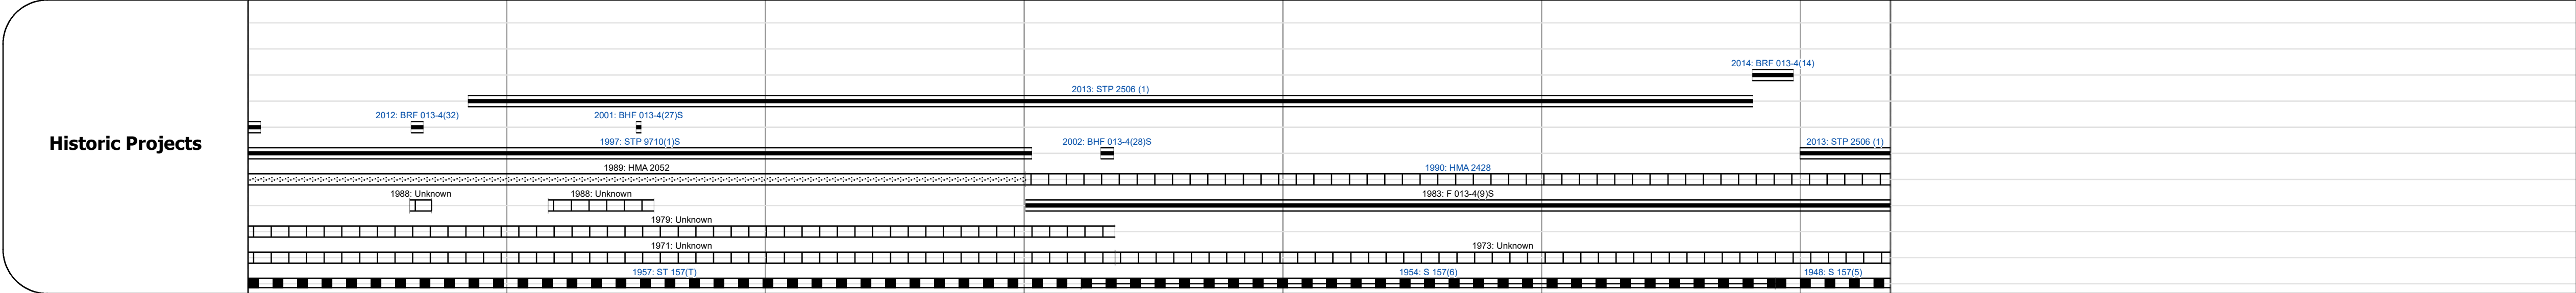 2014: BRF 013-4(14)
2013: STP 2506 (1)
2012: BRF 013-4(32)
2001: BHF 013-4(27)S
Historic Projects
1997: STP 9710(1)S
2002: BHF 013-4(28)S
2013: STP 2506 (1)
1989: HMA 2052
1990: HMA 2428
1988: Unknown
1988: Unknown
1983: F 013-4(9)S
1979: Unknown
1971: Unknown
1973: Unknown
1957: ST 157(T)
1954: S 157(6)
1948: S 157(5)